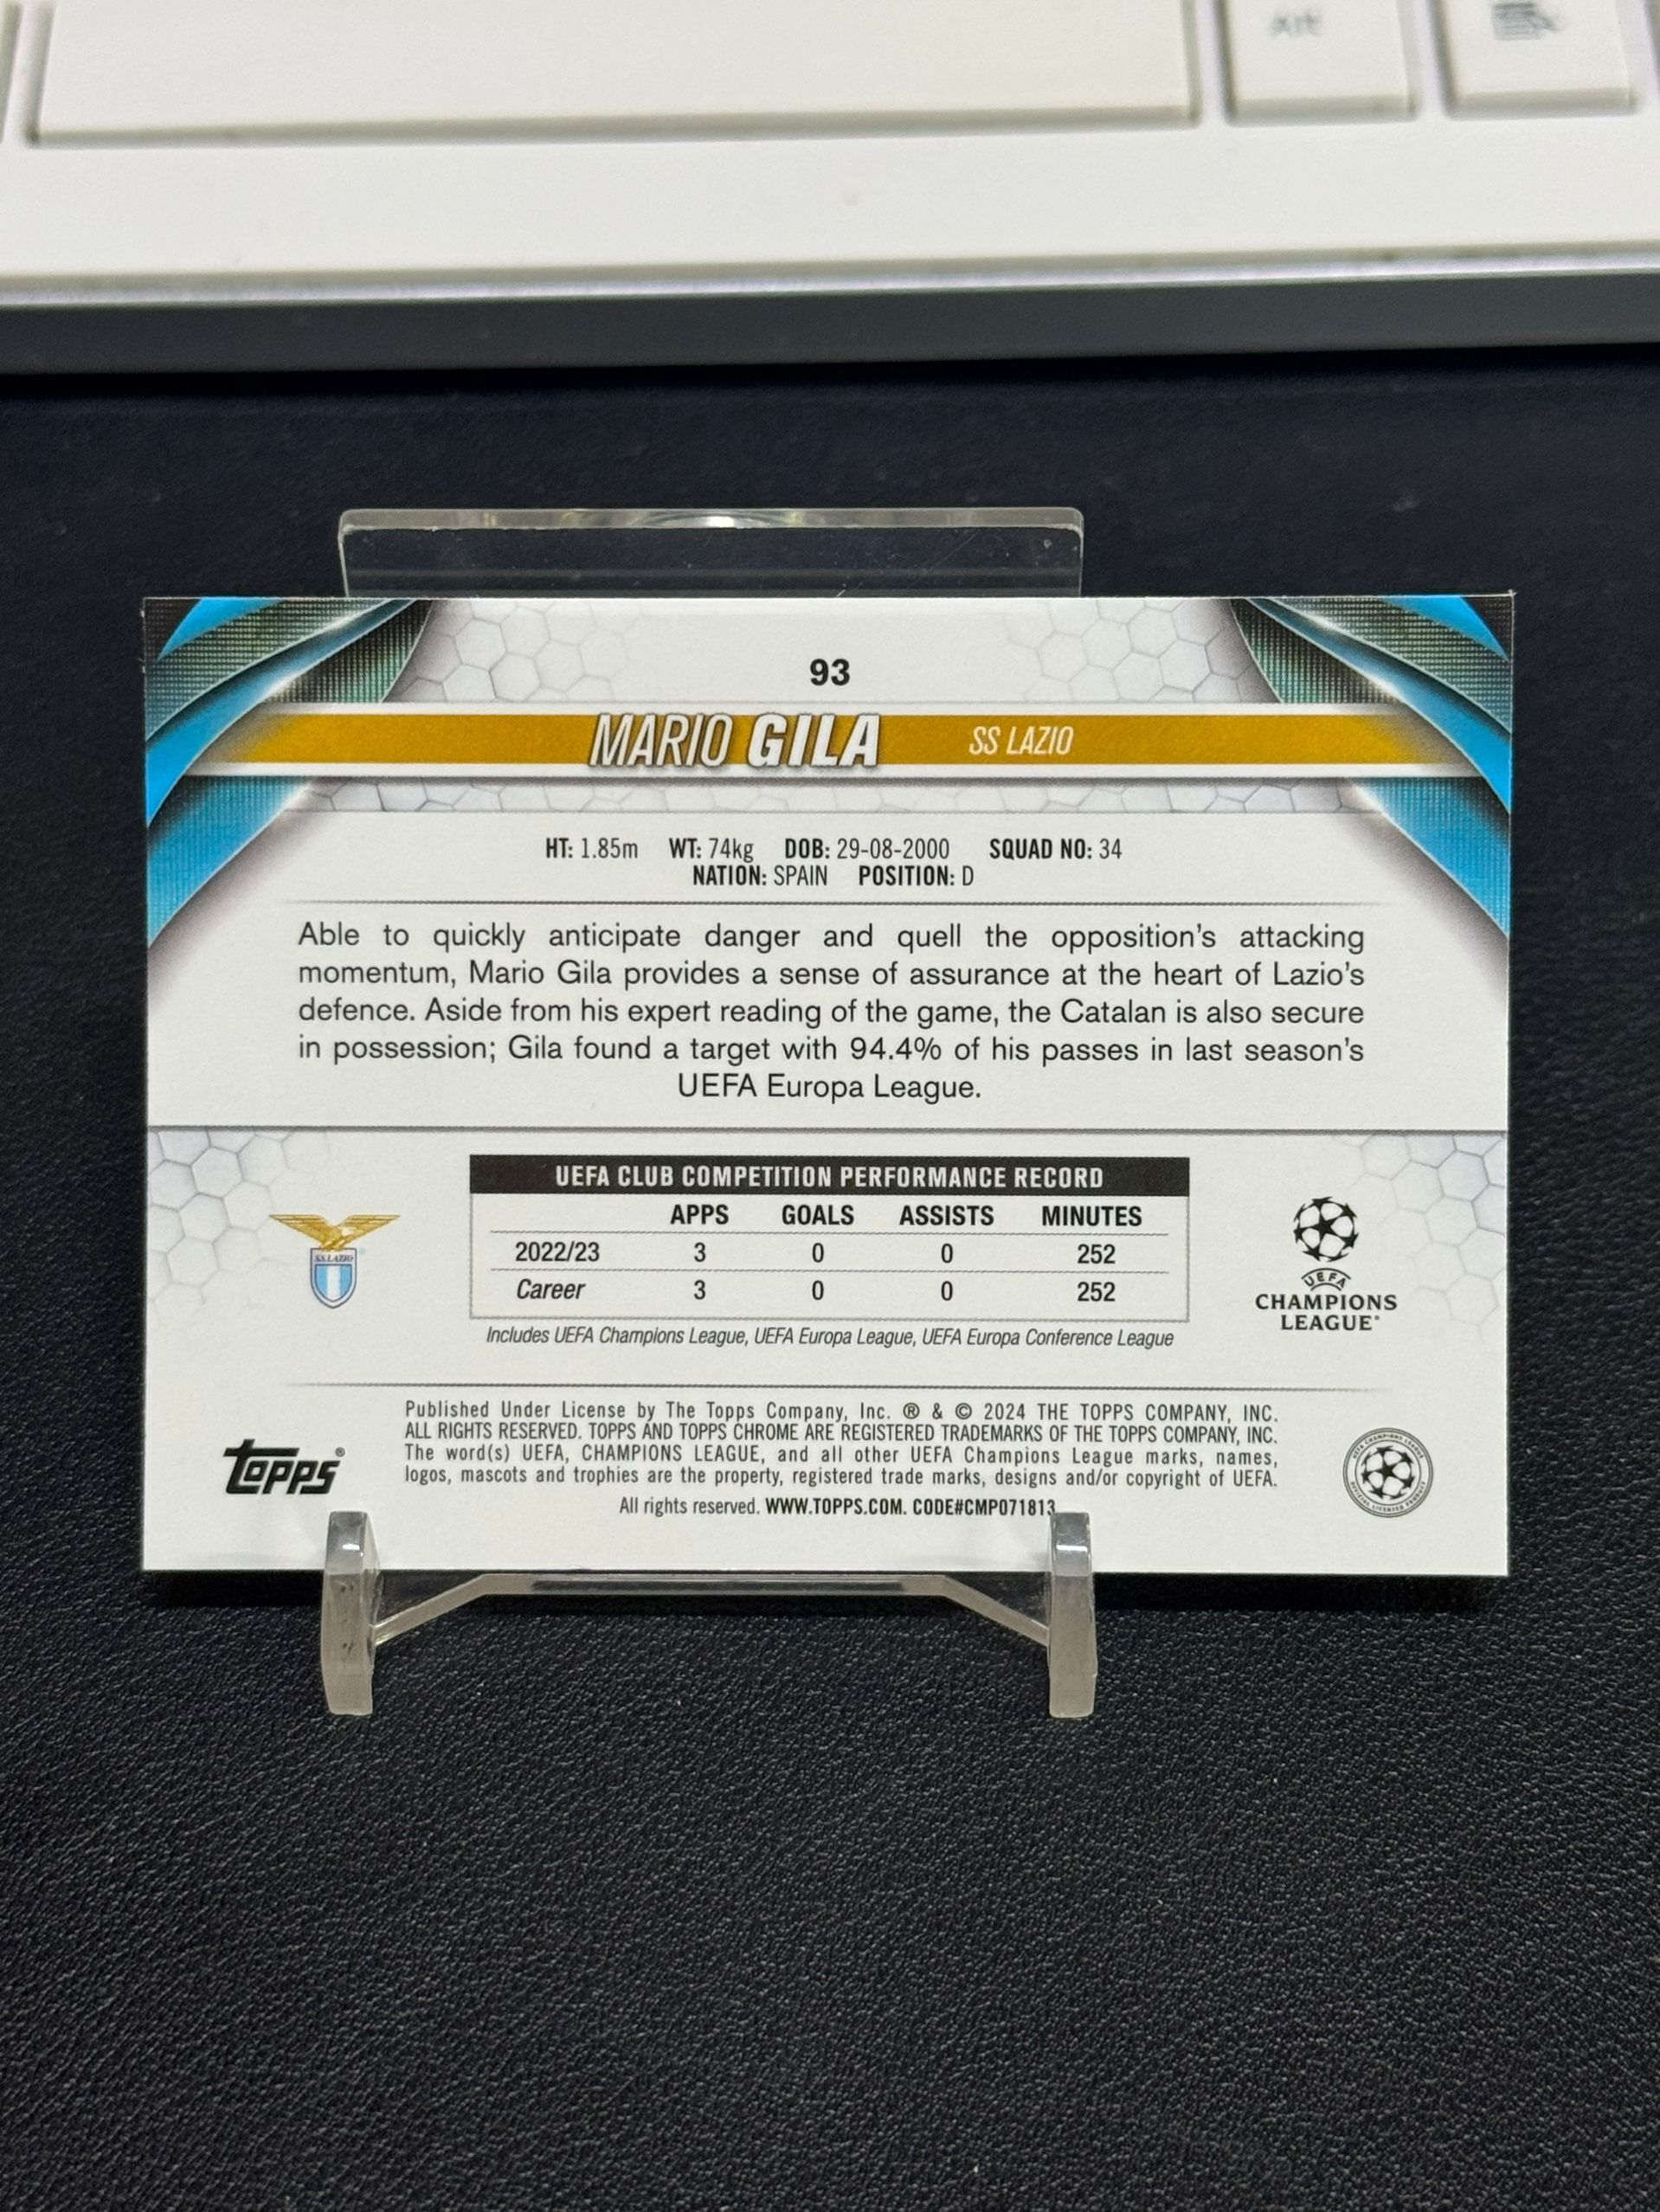 Alt
93
MARIO GILA SS LAZIO
HT: 1.85m WT: 74kg DOB: 29-08-2000 SQUAD NO: 34
NATION: SPAIN POSITION: D
Able to quickly anticipate danger and quell the opposition's attacking
momentum, Mario Gila provides a sense of assurance at the heart of Lazio's
defence. Aside from his expert reading of the game, the Catalan is also secure
in possession; Gila found a target with 94.4% of his passes in last season's
UEFA Europa League.
UEFA CLUB COMPETITION PERFORMANCE RECORD
APPS GOALS ASSISTS MINUTES
2022/23 3 0 0 252
Career 3 0 0 252
Includes UEFA Champions League, UEFA Europa League, UEFA Europa Conference League
S.S. LAZIO
UEFA
CHAMPIONS
LEAGUE®
topps®
Published Under License by The Topps Company, Inc. ® & © 2024 THE TOPPS COMPANY, INC.
ALL RIGHTS RESERVED. TOPPS AND TOPPS CHROME ARE REGISTERED TRADEMARKS OF THE TOPPS COMPANY, INC.
The word(s) UEFA, CHAMPIONS LEAGUE, and all other UEFA Champions League marks, names,
logos, mascots and trophies are the property, registered trade marks, designs and/or copyright of UEFA.
All rights reserved. WWW.TOPPS.COM. CODE#CMP071813
UEFA CHAMPIONS LEAGUE
OFFICIAL LICENSED PRODUCT